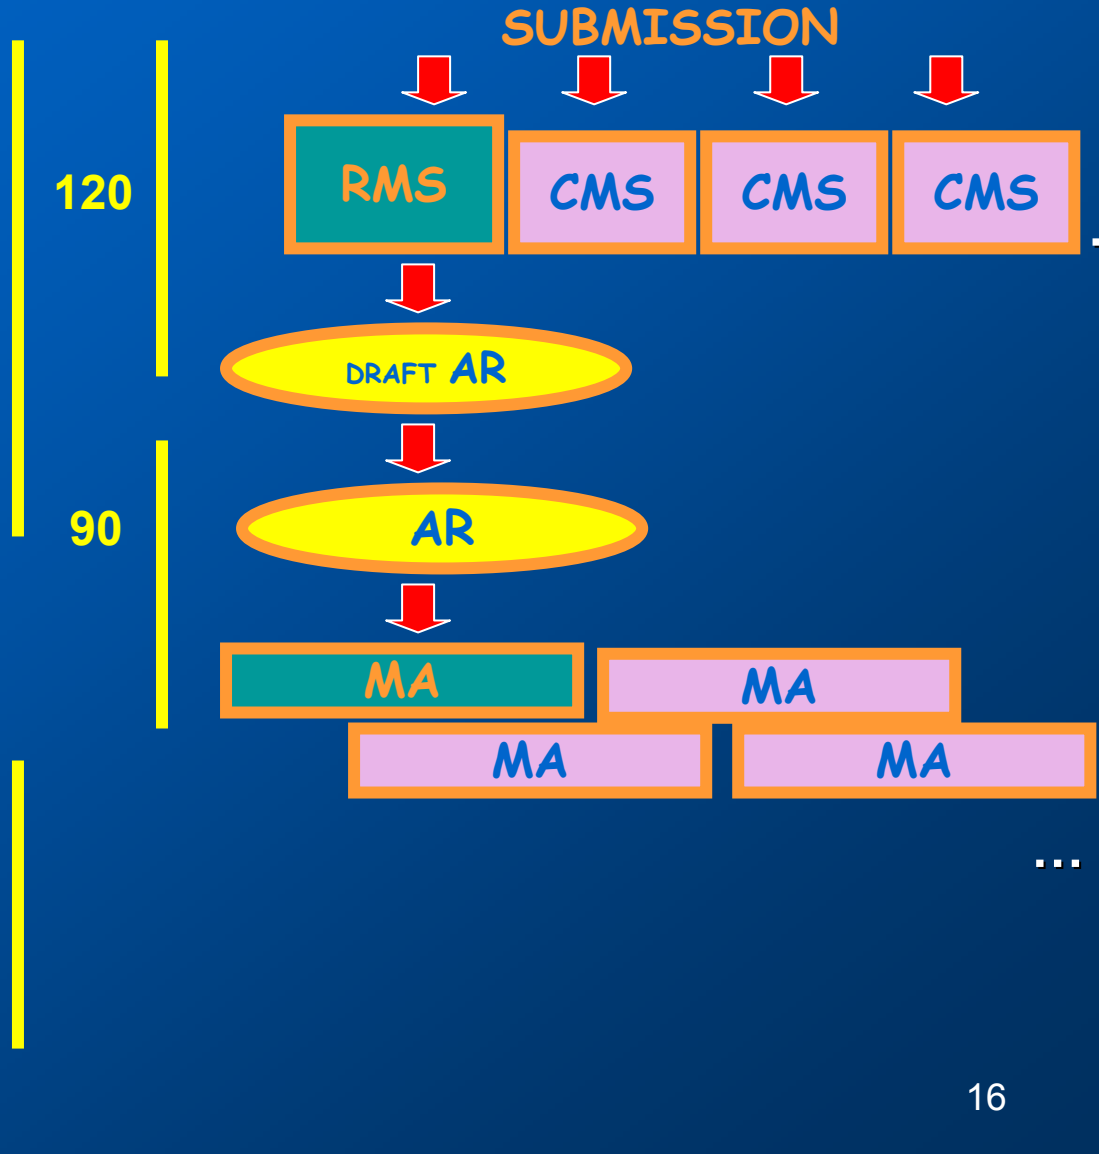 SUBMISSION
120
RMS CMS CMS CMS
DRAFT AR
90
AR
MA MA
MA MA
...
16